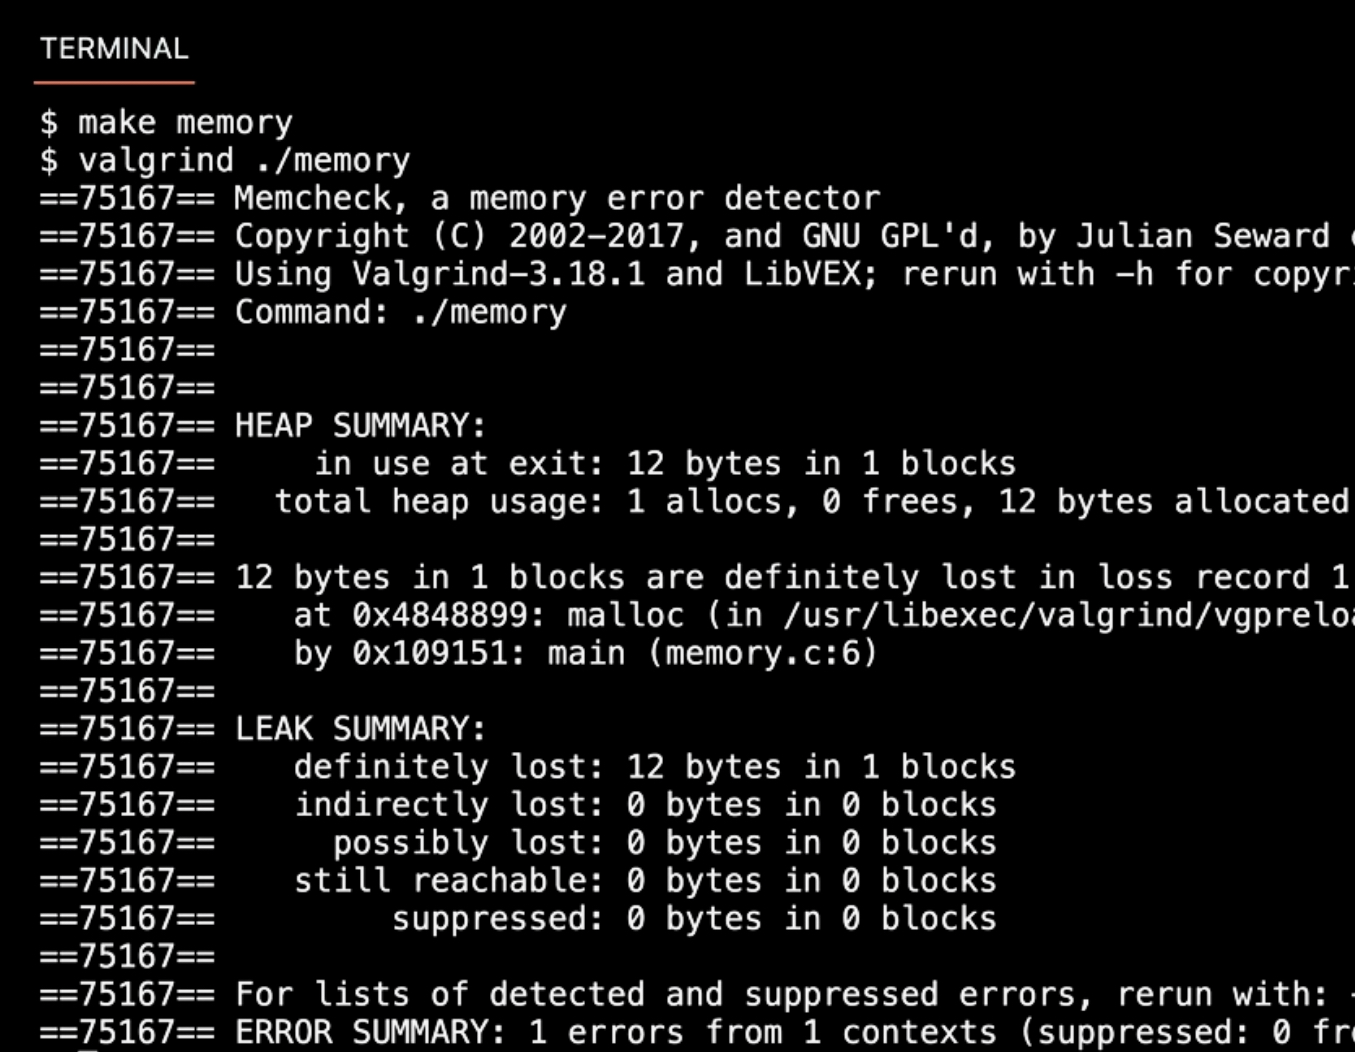 TERMINAL
$ make memory
$ valgrind ./memory
==75167== Memcheck, a memory error detector
==75167== Copyright (C) 2002-2017, and GNU GPL'd, by Julian Seward
==75167== Using Valgrind-3.18.1 and LibVEX; rerun with -h for copyri
==75167== Command: ./memory
==75167==
==75167==
==75167== HEAP SUMMARY:
==75167==     in use at exit: 12 bytes in 1 blocks
==75167==   total heap usage: 1 allocs, 0 frees, 12 bytes allocated
==75167==
==75167== 12 bytes in 1 blocks are definitely lost in loss record 1
==75167==    at 0x4848899: malloc (in /usr/libexec/valgrind/vgpreloa
==75167==    by 0x109151: main (memory.c:6)
==75167==
==75167== LEAK SUMMARY:
==75167==    definitely lost: 12 bytes in 1 blocks
==75167==    indirectly lost: 0 bytes in 0 blocks
==75167==      possibly lost: 0 bytes in 0 blocks
==75167==    still reachable: 0 bytes in 0 blocks
==75167==         suppressed: 0 bytes in 0 blocks
==75167==
==75167== For lists of detected and suppressed errors, rerun with: -
==75167== ERROR SUMMARY: 1 errors from 1 contexts (suppressed: 0 fro